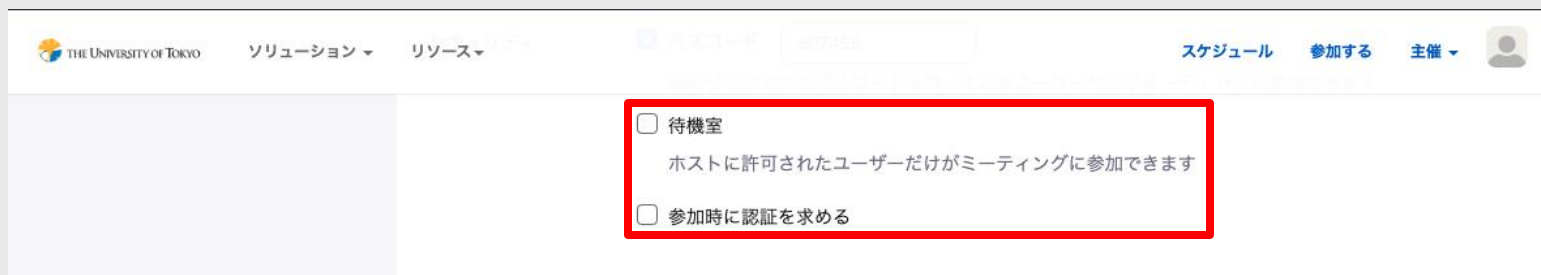 THE UNIVERSITY OF TOKYO ソリューション リソース スケジュール 参加する 主催
パスコード 607458
待機室
ホストに許可されたユーザーだけがミーティングに参加できます
参加時に認証を求める